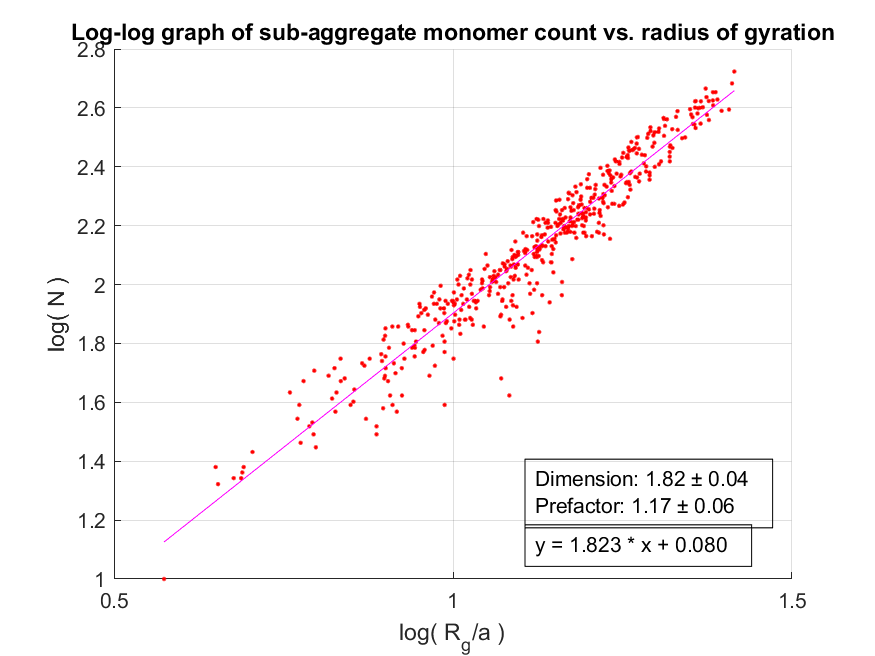 Log-log graph of sub-aggregate monomer count vs. radius of gyration
2.8
2.6
2.4
2.2
2
1.8
1.6
1.4
1.2
1
log( N )
Dimension: 1.82 ± 0.04
Prefactor: 1.17 ± 0.06
y = 1.823 * x + 0.080
0.5 1 1.5
log( Rg/a )